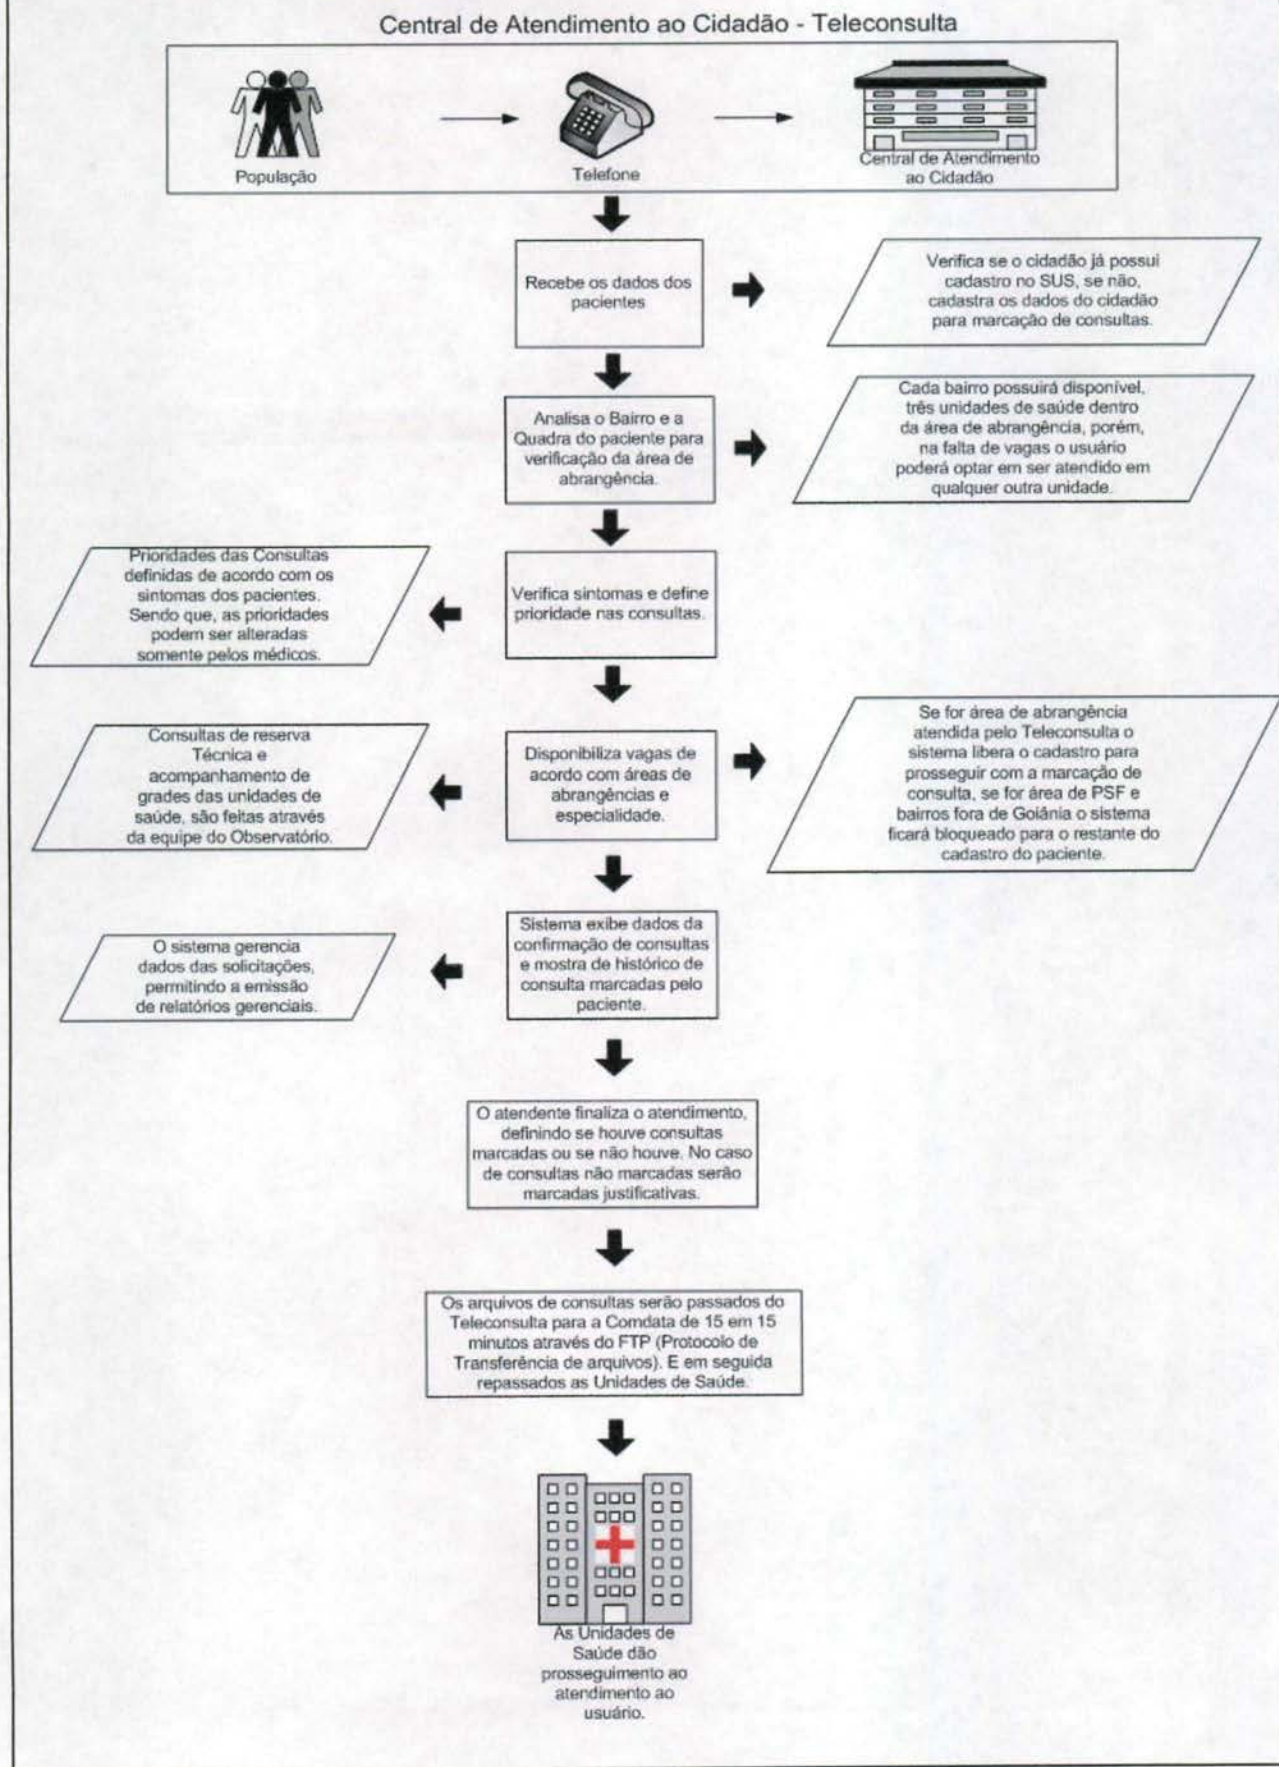 Central de Atendimento ao Cidadão - Teleconsulta
População
Telefone
Central de Atendimento
ao Cidadão
Recebe os dados dos
pacientes
Verifica se o cidadão já possui
cadastro no SUS, se não,
cadastra os dados do cidadão
para marcação de consultas.
Analisa o Bairro e a
Quadra do paciente para
verificação da área de
abrangência.
Cada bairro possuirá disponível,
três unidades de saúde dentro
da área de abrangência, porém,
na falta de vagas o usuário
poderá optar em ser atendido em
qualquer outra unidade.
Prioridades das Consultas
definidas de acordo com os
sintomas dos pacientes.
Sendo que, as prioridades
podem ser alteradas
somente pelos médicos.
Verifica sintomas e define
prioridade nas consultas.
Consultas de reserva
Técnica e
acompanhamento de
grades das unidades de
saúde, são feitas através
da equipe do Observatório.
Disponibiliza vagas de
acordo com áreas de
abrangências e
especialidade.
Se for área de abrangência
atendida pelo Teleconsulta o
sistema libera o cadastro para
prosseguir com a marcação de
consulta, se for área de PSF e
bairros fora de Goiânia o sistema
ficará bloqueado para o restante do
cadastro do paciente.
O sistema gerencia
dados das solicitações,
permitindo a emissão
de relatórios gerenciais.
Sistema exibe dados da
confirmação de consultas
e mostra de histórico de
consulta marcadas pelo
paciente.
O atendente finaliza o atendimento,
definindo se houve consultas
marcadas ou se não houve. No caso
de consultas não marcadas serão
marcadas justificativas.
Os arquivos de consultas serão passados do
Teleconsulta para a Comdata de 15 em 15
minutos através do FTP (Protocolo de
Transferência de arquivos). E em seguida
repassados as Unidades de Saúde.
As Unidades de
Saúde dão
prosseguimento ao
atendimento ao
usuário.